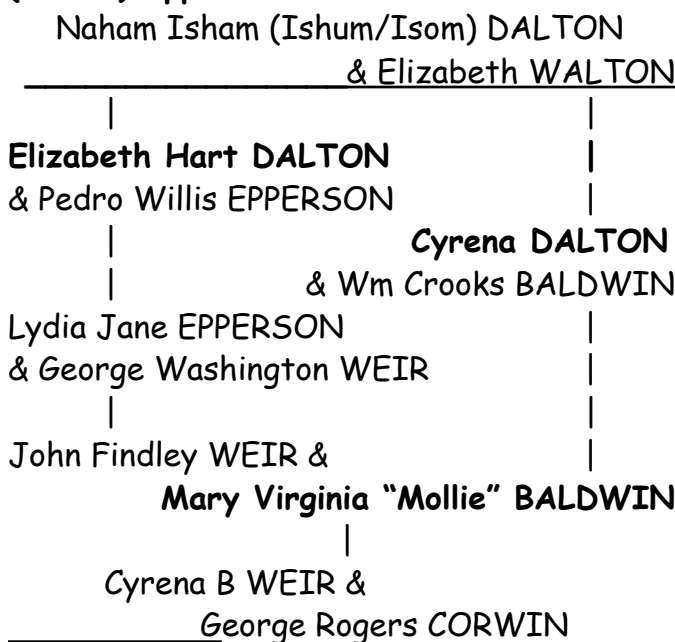 Naham Isham (Ishum/Isom) DALTON
& Elizabeth WALTON
| |
Elizabeth Hart DALTON |
& Pedro Willis EPPERSON |
| Cyrena DALTON
| & Wm Crooks BALDWIN
Lydia Jane EPPERSON |
& George Washington WEIR |
| |
John Findley WEIR & |
Mary Virginia “Mollie” BALDWIN
|
Cyrena B WEIR &
George Rogers CORWIN